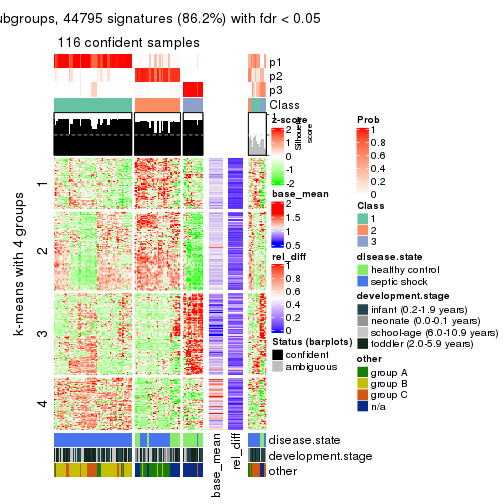 ubgroups, 44795 signatures (86.2%) with fdr < 0.05
116 confident samples
p1
p2
p3
Class
Silhouette score
1
2
3
4
k-means with 4 groups
base_mean
rel_diff
disease.state
development.stage
other
z-score
2
1
0
-1
-2
base_mean
2
1.5
1
0.5
rel_diff
1
0.8
0.6
0.4
0.2
0
Status (barplots)
confident
ambiguous
Prob
1
0.8
0.6
0.4
0.2
0
Class
1
2
3
disease.state
healthy control
septic shock
development.stage
infant (0.2-1.9 years)
neonate (0.0-0.1 years)
school-age (6.0-10.9 years)
toddler (2.0-5.9 years)
other
group A
group B
group C
n/a